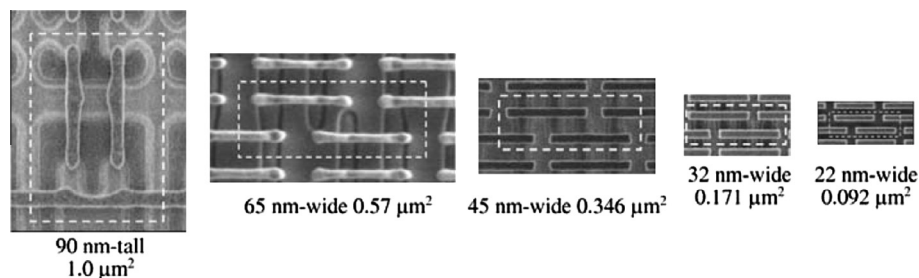 90 nm-tall
1.0 μm²
65 nm-wide 0.57 μm²
45 nm-wide 0.346 μm²
32 nm-wide
0.171 μm²
22 nm-wide
0.092 μm²